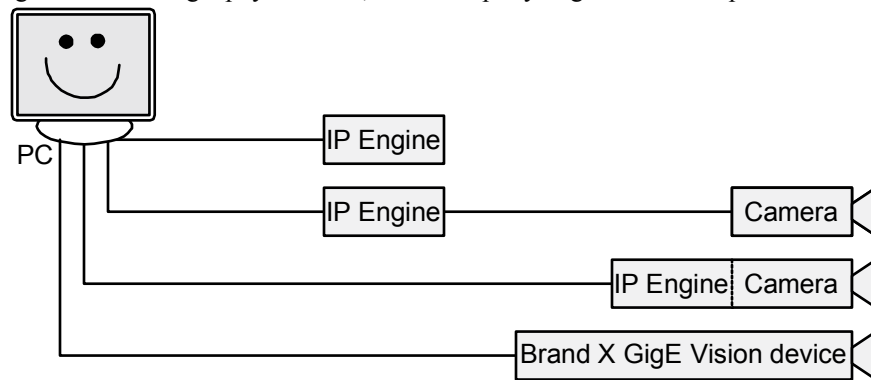 PC
IP Engine
IP Engine
Camera
IP Engine
Camera
Brand X GigE Vision device